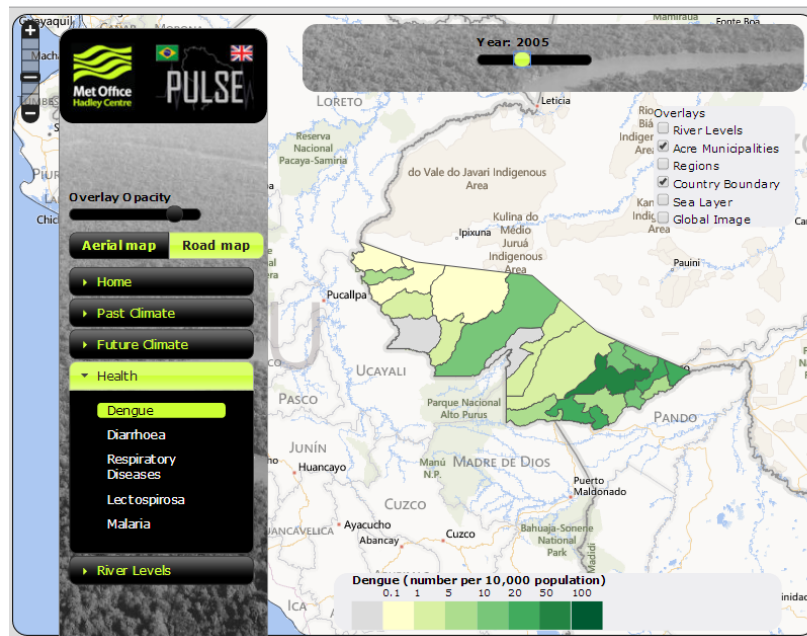 Met Office
Hadley Centre
PULSE
Overlay Opacity
Aerial map
Road map
Home
Past Climate
Future Climate
Health
Dengue
Diarrhoea
Respiratory
Diseases
Lectospirosa
Malaria
River Levels
Year: 2005
Overlays
River Levels
Acre Municipalities
Regions
Country Boundary
Sea Layer
Global Image
Guayaquil
Fonte Boa
LORETO
Leticia
Reserva
Nacional
Pacaya-Samiria
do Vale do Javari Indigenous
Area
Kulina do
Médio
Juruá
Indigenous
Area
Ipixuna
Pauini
Pucallpa
UCAYALI
PASCO
Parque Nacional
Alto Purus
PANDO
JUNÍN
Huancayo
Manú
N.P.
MADRE DE DIOS
Puerto
Maldonado
CUZCO
Ayacucho
Abancay
Cuzco
Bahuaja-Sonene
National
Park
Madidi
ICA
Dengue (number per 10,000 population)
0.1 1 5 10 20 50 100